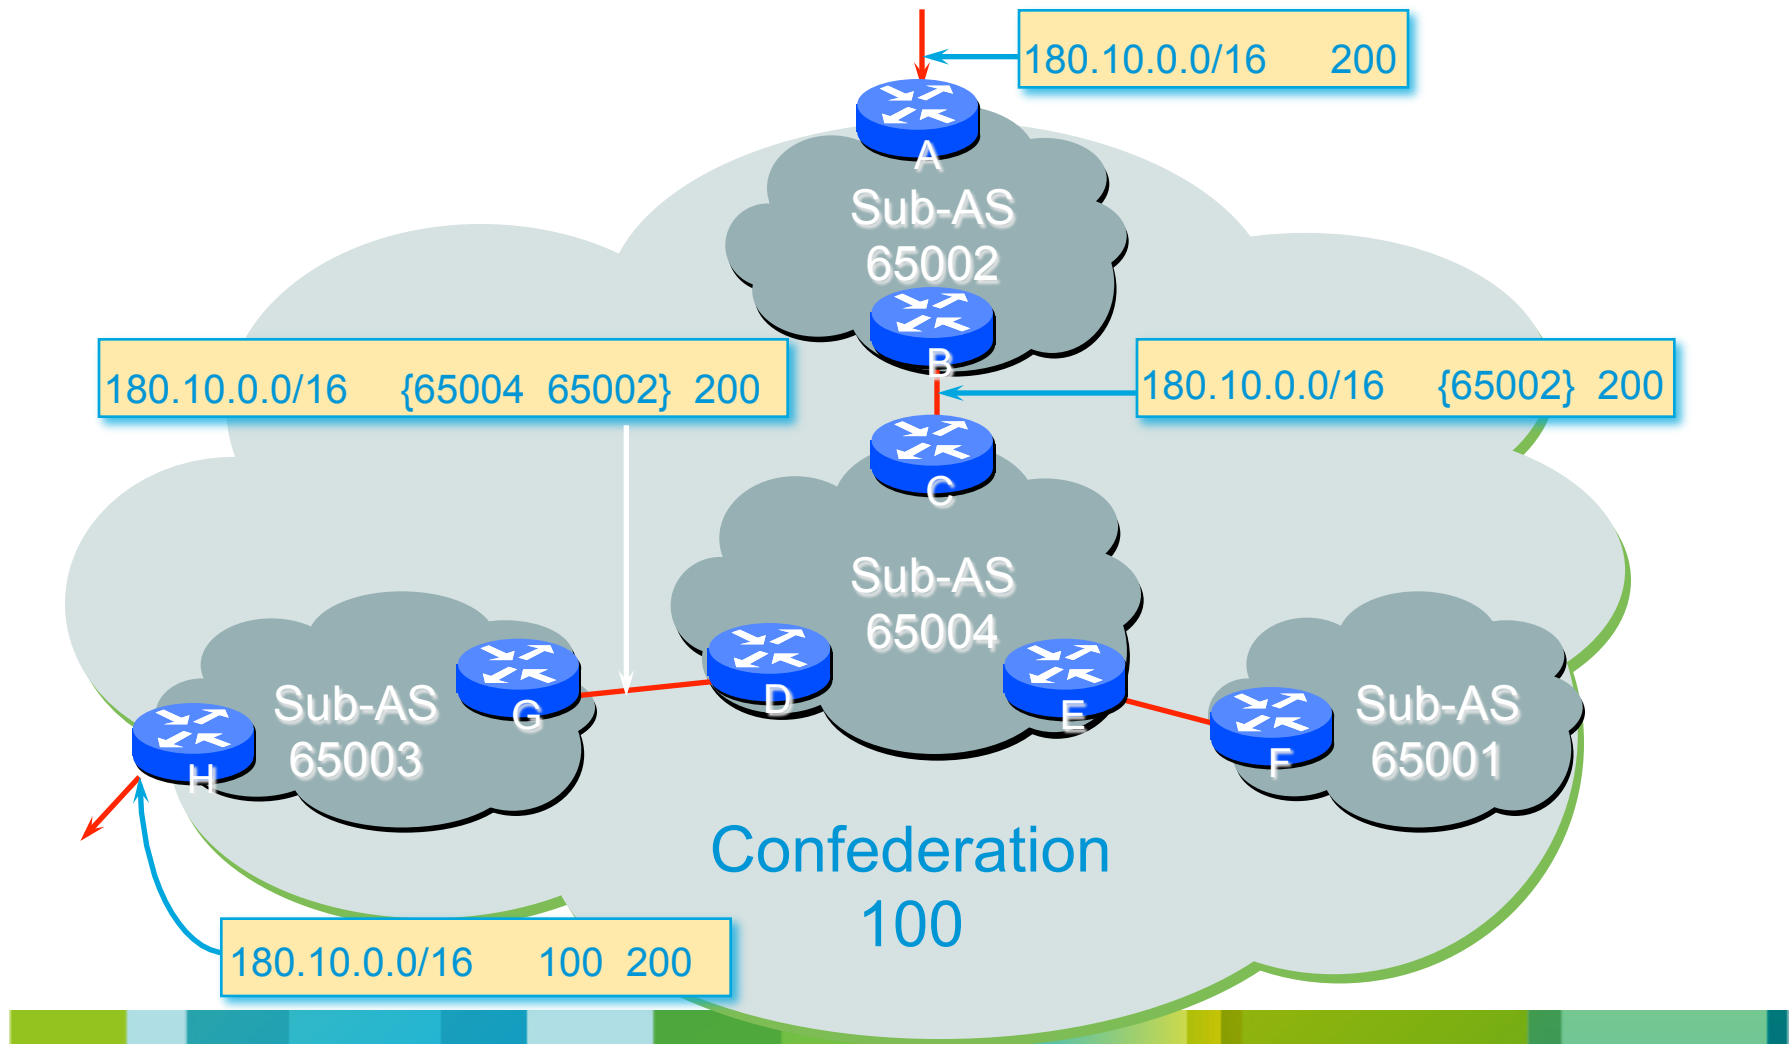 180.10.0.0/16 200
A
Sub-AS
65002
B
180.10.0.0/16 {65004 65002} 200
180.10.0.0/16 {65002} 200
C
Sub-AS
65004
D
E
G
Sub-AS
65003
H
F
Sub-AS
65001
Confederation
100
180.10.0.0/16 100 200